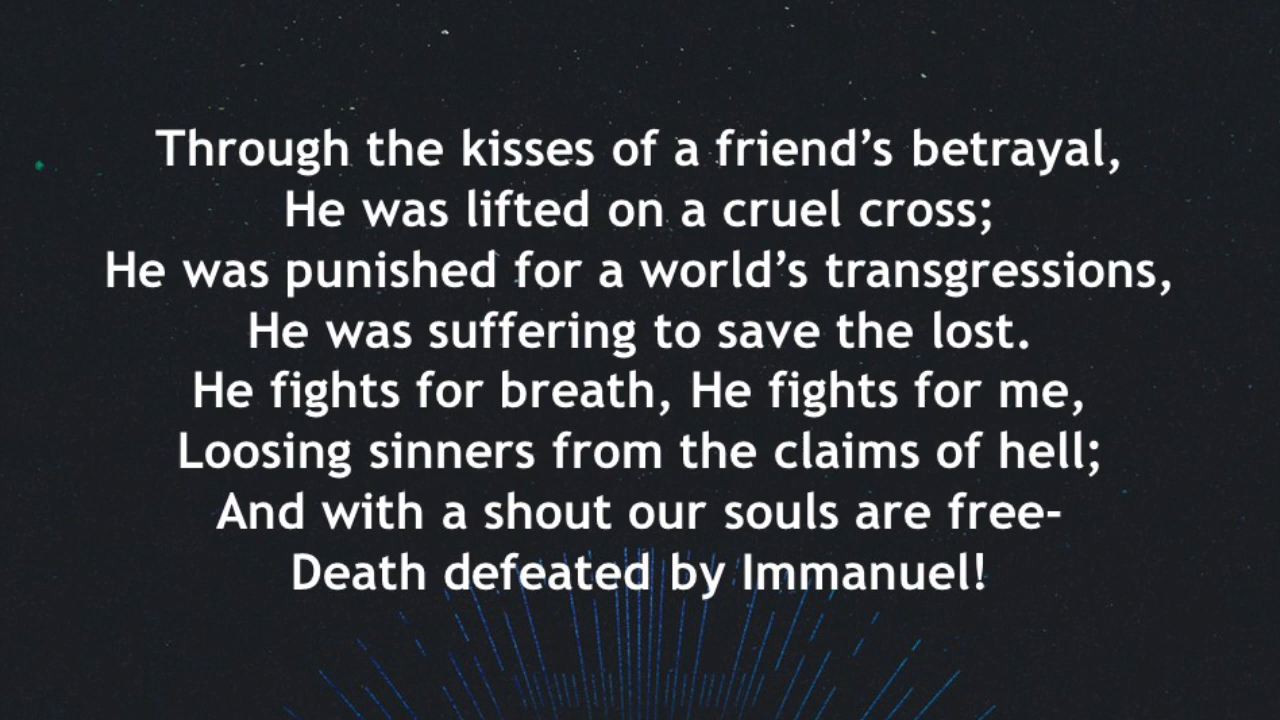 Through the kisses of a friend’s betrayal,
He was lifted on a cruel cross;
He was punished for a world’s transgressions,
He was suffering to save the lost.
He fights for breath, He fights for me,
Loosing sinners from the claims of hell;
And with a shout our souls are free-
Death defeated by Immanuel!